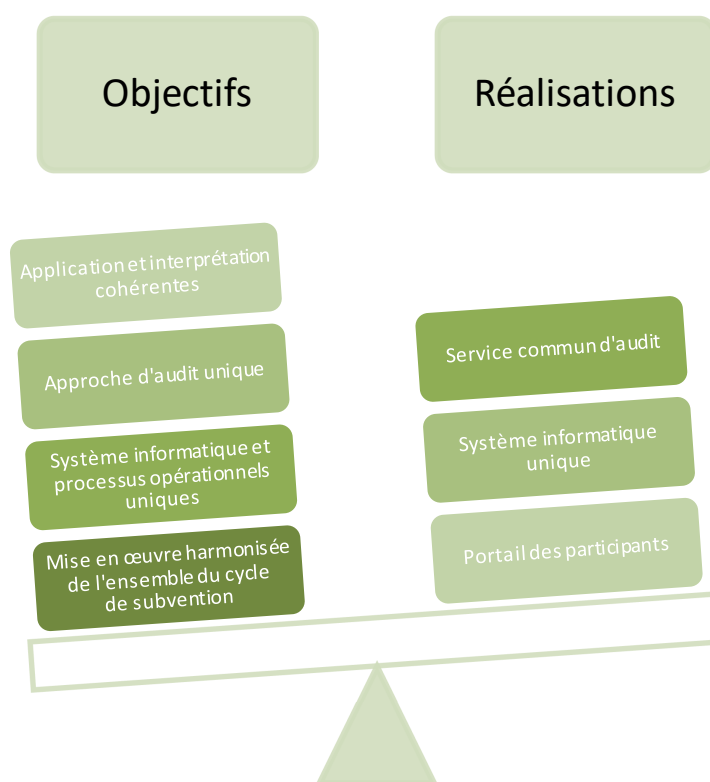 Objectifs
Réalisations
Application et interprétation
cohérentes
Approche d'audit unique
Système informatique et
processus opérationnels
uniques
Mise en œuvre harmonisée
de l'ensemble du cycle
de subvention
Service commun d'audit
Système informatique
unique
Portail des participants